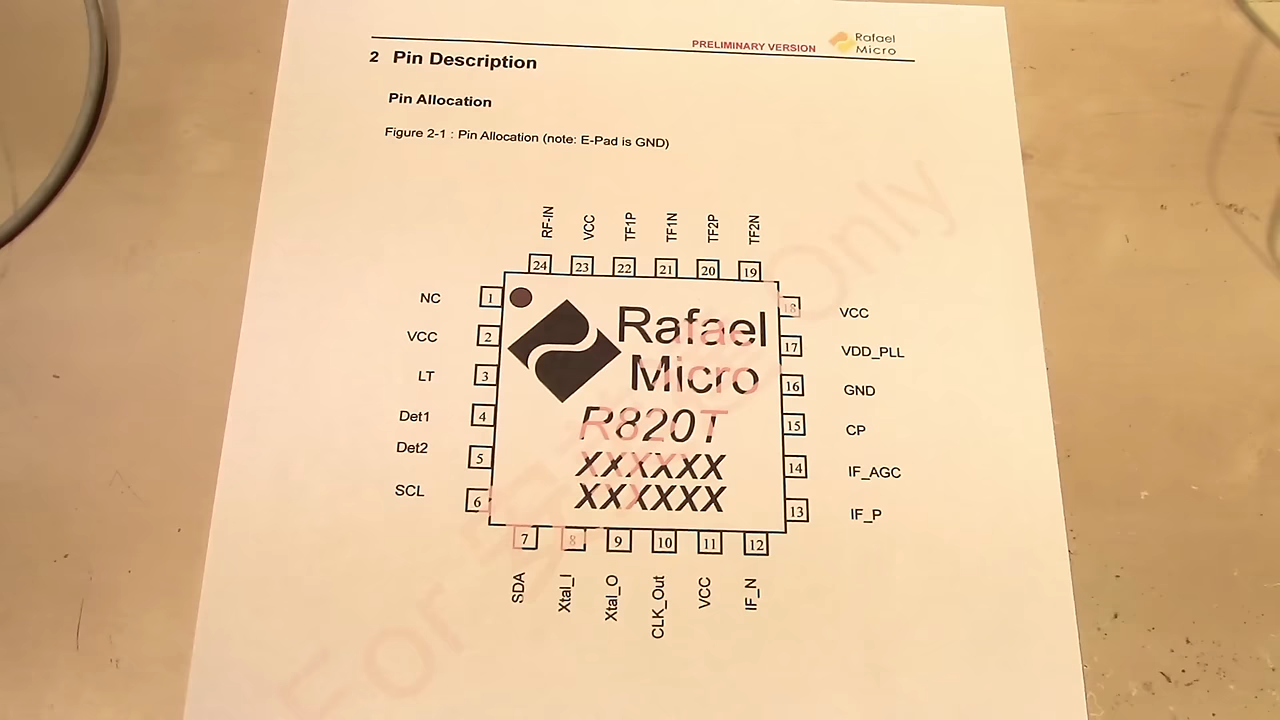 PRELIMINARY VERSION
Rafael
Micro
2 Pin Description
Pin Allocation
Figure 2-1 : Pin Allocation (note: E-Pad is GND)
RF-IN VCC TF1P TF1N TF2P TF2N
24 23 22 21 20 19
NC 1
VCC 2
LT 3
Det1 4
Det2 5
SCL 6
Rafael
Micro
R820T
XXXXXX
XXXXXX
18 VCC
17 VDD_PLL
16 GND
15 CP
14 IF_AGC
13 IF_P
7 8 9 10 11 12
SDA Xtal_I Xtal_O CLK_Out VCC IF_N
For
Only